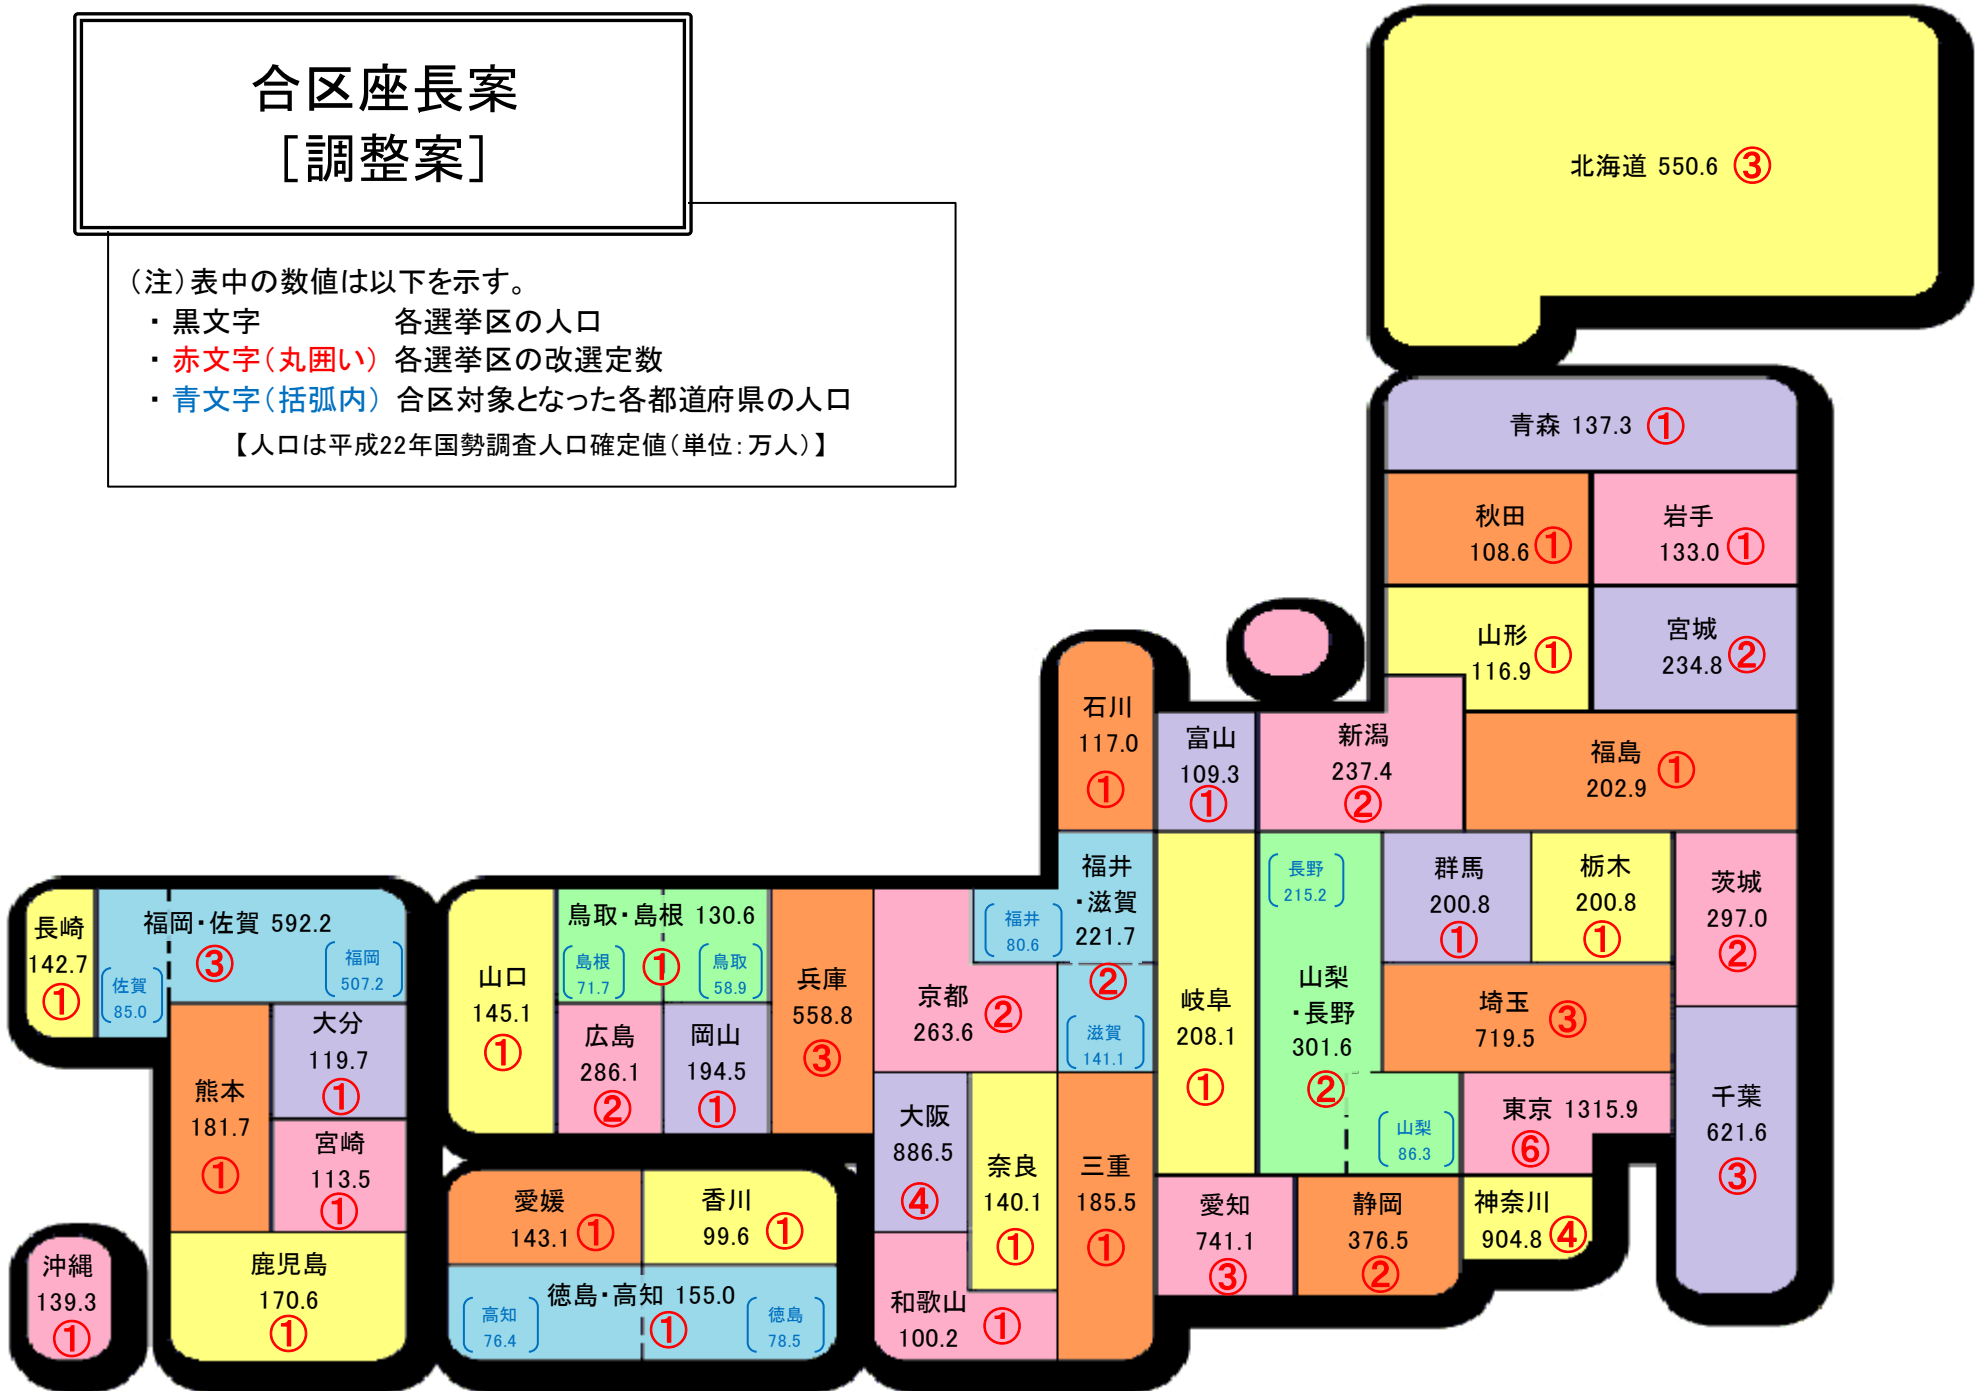 合区座長案
［調整案］
（注）表中の数値は以下を示す。
・黒文字　各選挙区の人口
・赤文字（丸囲い）各選挙区の改選定数
・青文字（括弧内）合区対象となった各都道府県の人口
【人口は平成22年国勢調査人口確定値（単位：万人）】
北海道 550.6 ③
青森 137.3 ①
秋田
108.6 ①
岩手
133.0 ①
山形
116.9 ①
宮城
234.8 ②
石川
117.0
①
富山
109.3
①
新潟
237.4
②
福島
202.9 ①
福井
・滋賀
221.7
②
〔福井
80.6〕
〔滋賀
141.1〕
岐阜
208.1
①
〔長野
215.2〕
山梨
・長野
301.6
②
〔山梨
86.3〕
群馬
200.8
①
栃木
200.8
①
茨城
297.0
②
埼玉
719.5 ③
東京 1315.9
⑥
千葉
621.6
③
神奈川
904.8 ④
静岡
376.5
②
愛知
741.1
③
三重
185.5
①
京都
263.6 ②
大阪
886.5
④
奈良
140.1
①
和歌山
100.2 ①
兵庫
558.8
③
鳥取・島根 130.6
①
〔島根
71.7〕
〔鳥取
58.9〕
岡山
194.5
①
広島
286.1
②
山口
145.1
①
愛媛
143.1 ①
香川
99.6 ①
徳島・高知 155.0
①
〔高知
76.4〕
〔徳島
78.5〕
長崎
142.7
①
福岡・佐賀 592.2
③
〔佐賀
85.0〕
〔福岡
507.2〕
大分
119.7
①
熊本
181.7
①
宮崎
113.5
①
鹿児島
170.6
①
沖縄
139.3
①